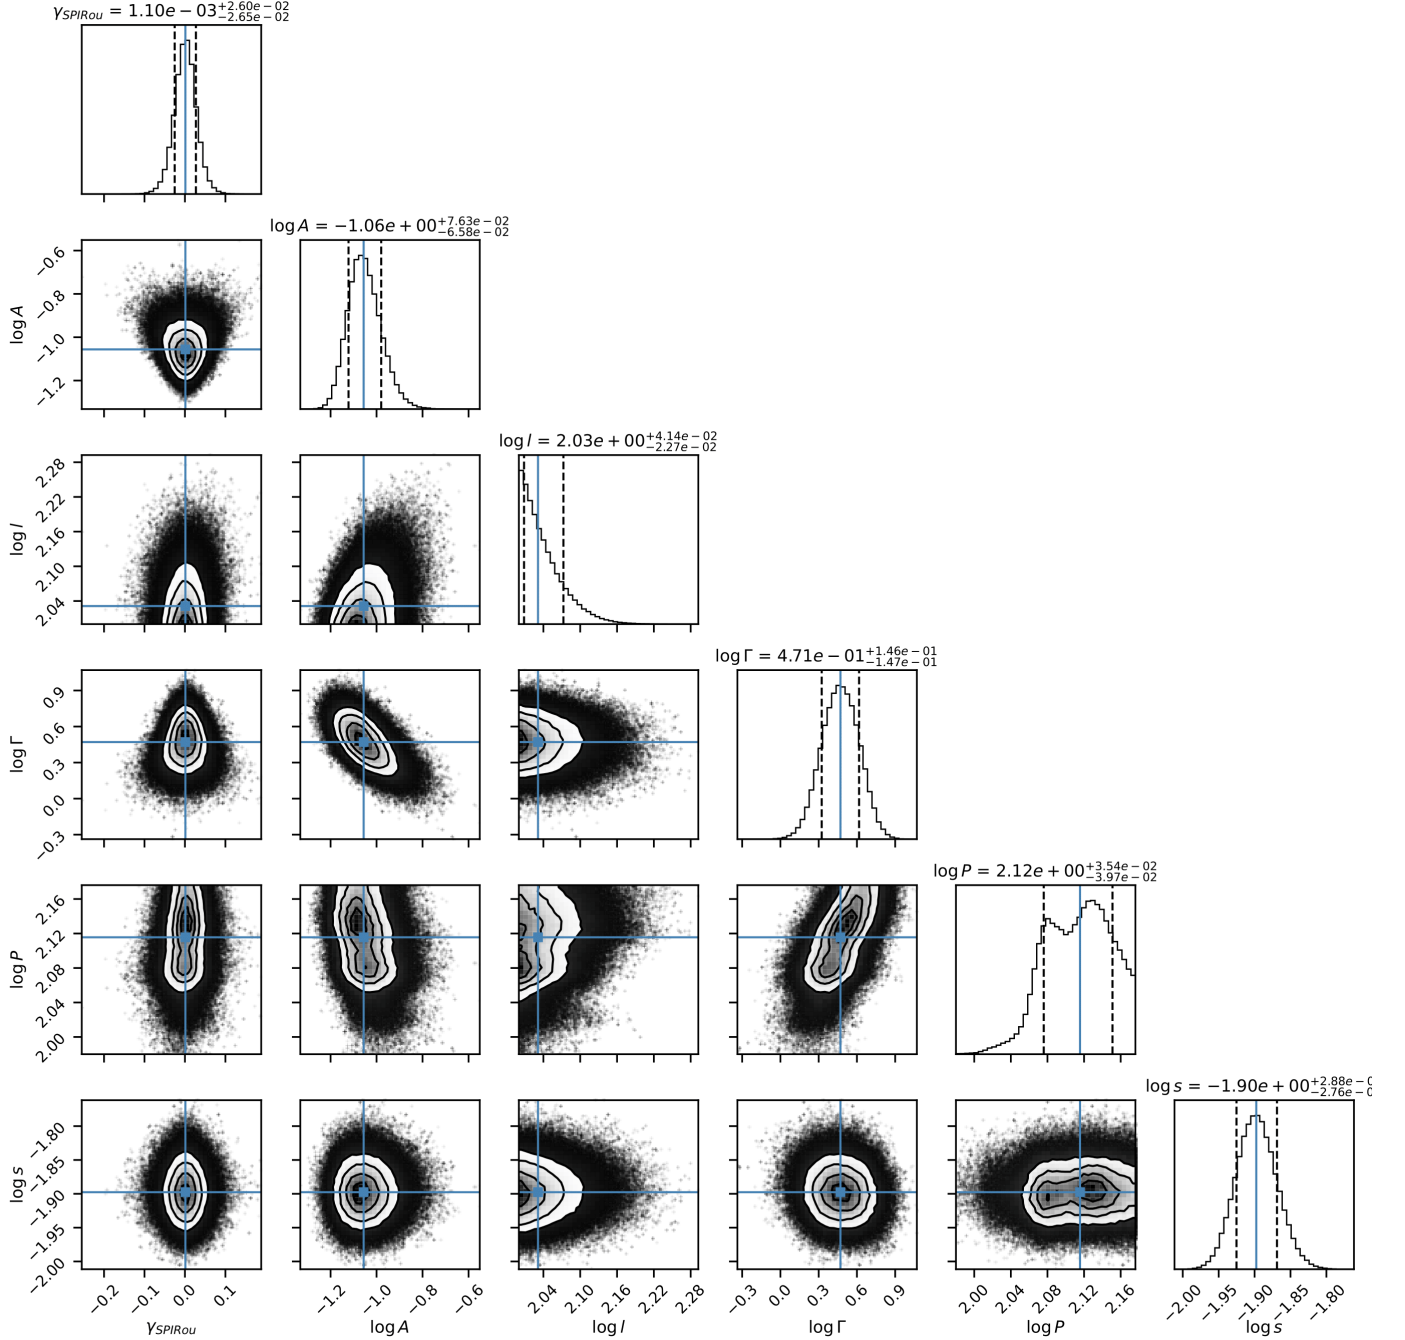 γSPIRou = 1.10e − 03 +2.60e − 02 −2.65e − 02
log A = −1.06e + 00 +7.63e − 02 −6.58e − 02
−0.6
−0.8
−1.0
−1.2
log A
log l = 2.03e + 00 +4.14e − 02 −2.27e − 02
2.28
2.22
2.16
2.10
2.04
log l
log Γ = 4.71e − 01 +1.46e − 01 −1.47e − 01
0.9
0.6
0.3
0.0
−0.3
log Γ
log P = 2.12e + 00 +3.54e − 02 −3.97e − 02
2.16
2.12
2.08
2.04
2.00
log P
log s = −1.90e + 00 +2.88e − 0 −2.76e − 0
−1.80
−1.85
−1.90
−1.95
−2.00
log s
−0.2 −0.1 0.0 0.1
−1.2 −1.0 −0.8 −0.6
2.04 2.10 2.16 2.22 2.28
−0.3 0.0 0.3 0.6 0.9
2.00 2.04 2.08 2.12 2.16
−2.00 −1.95 −1.90 −1.85 −1.80
γSPIRou log A log l log Γ log P log s